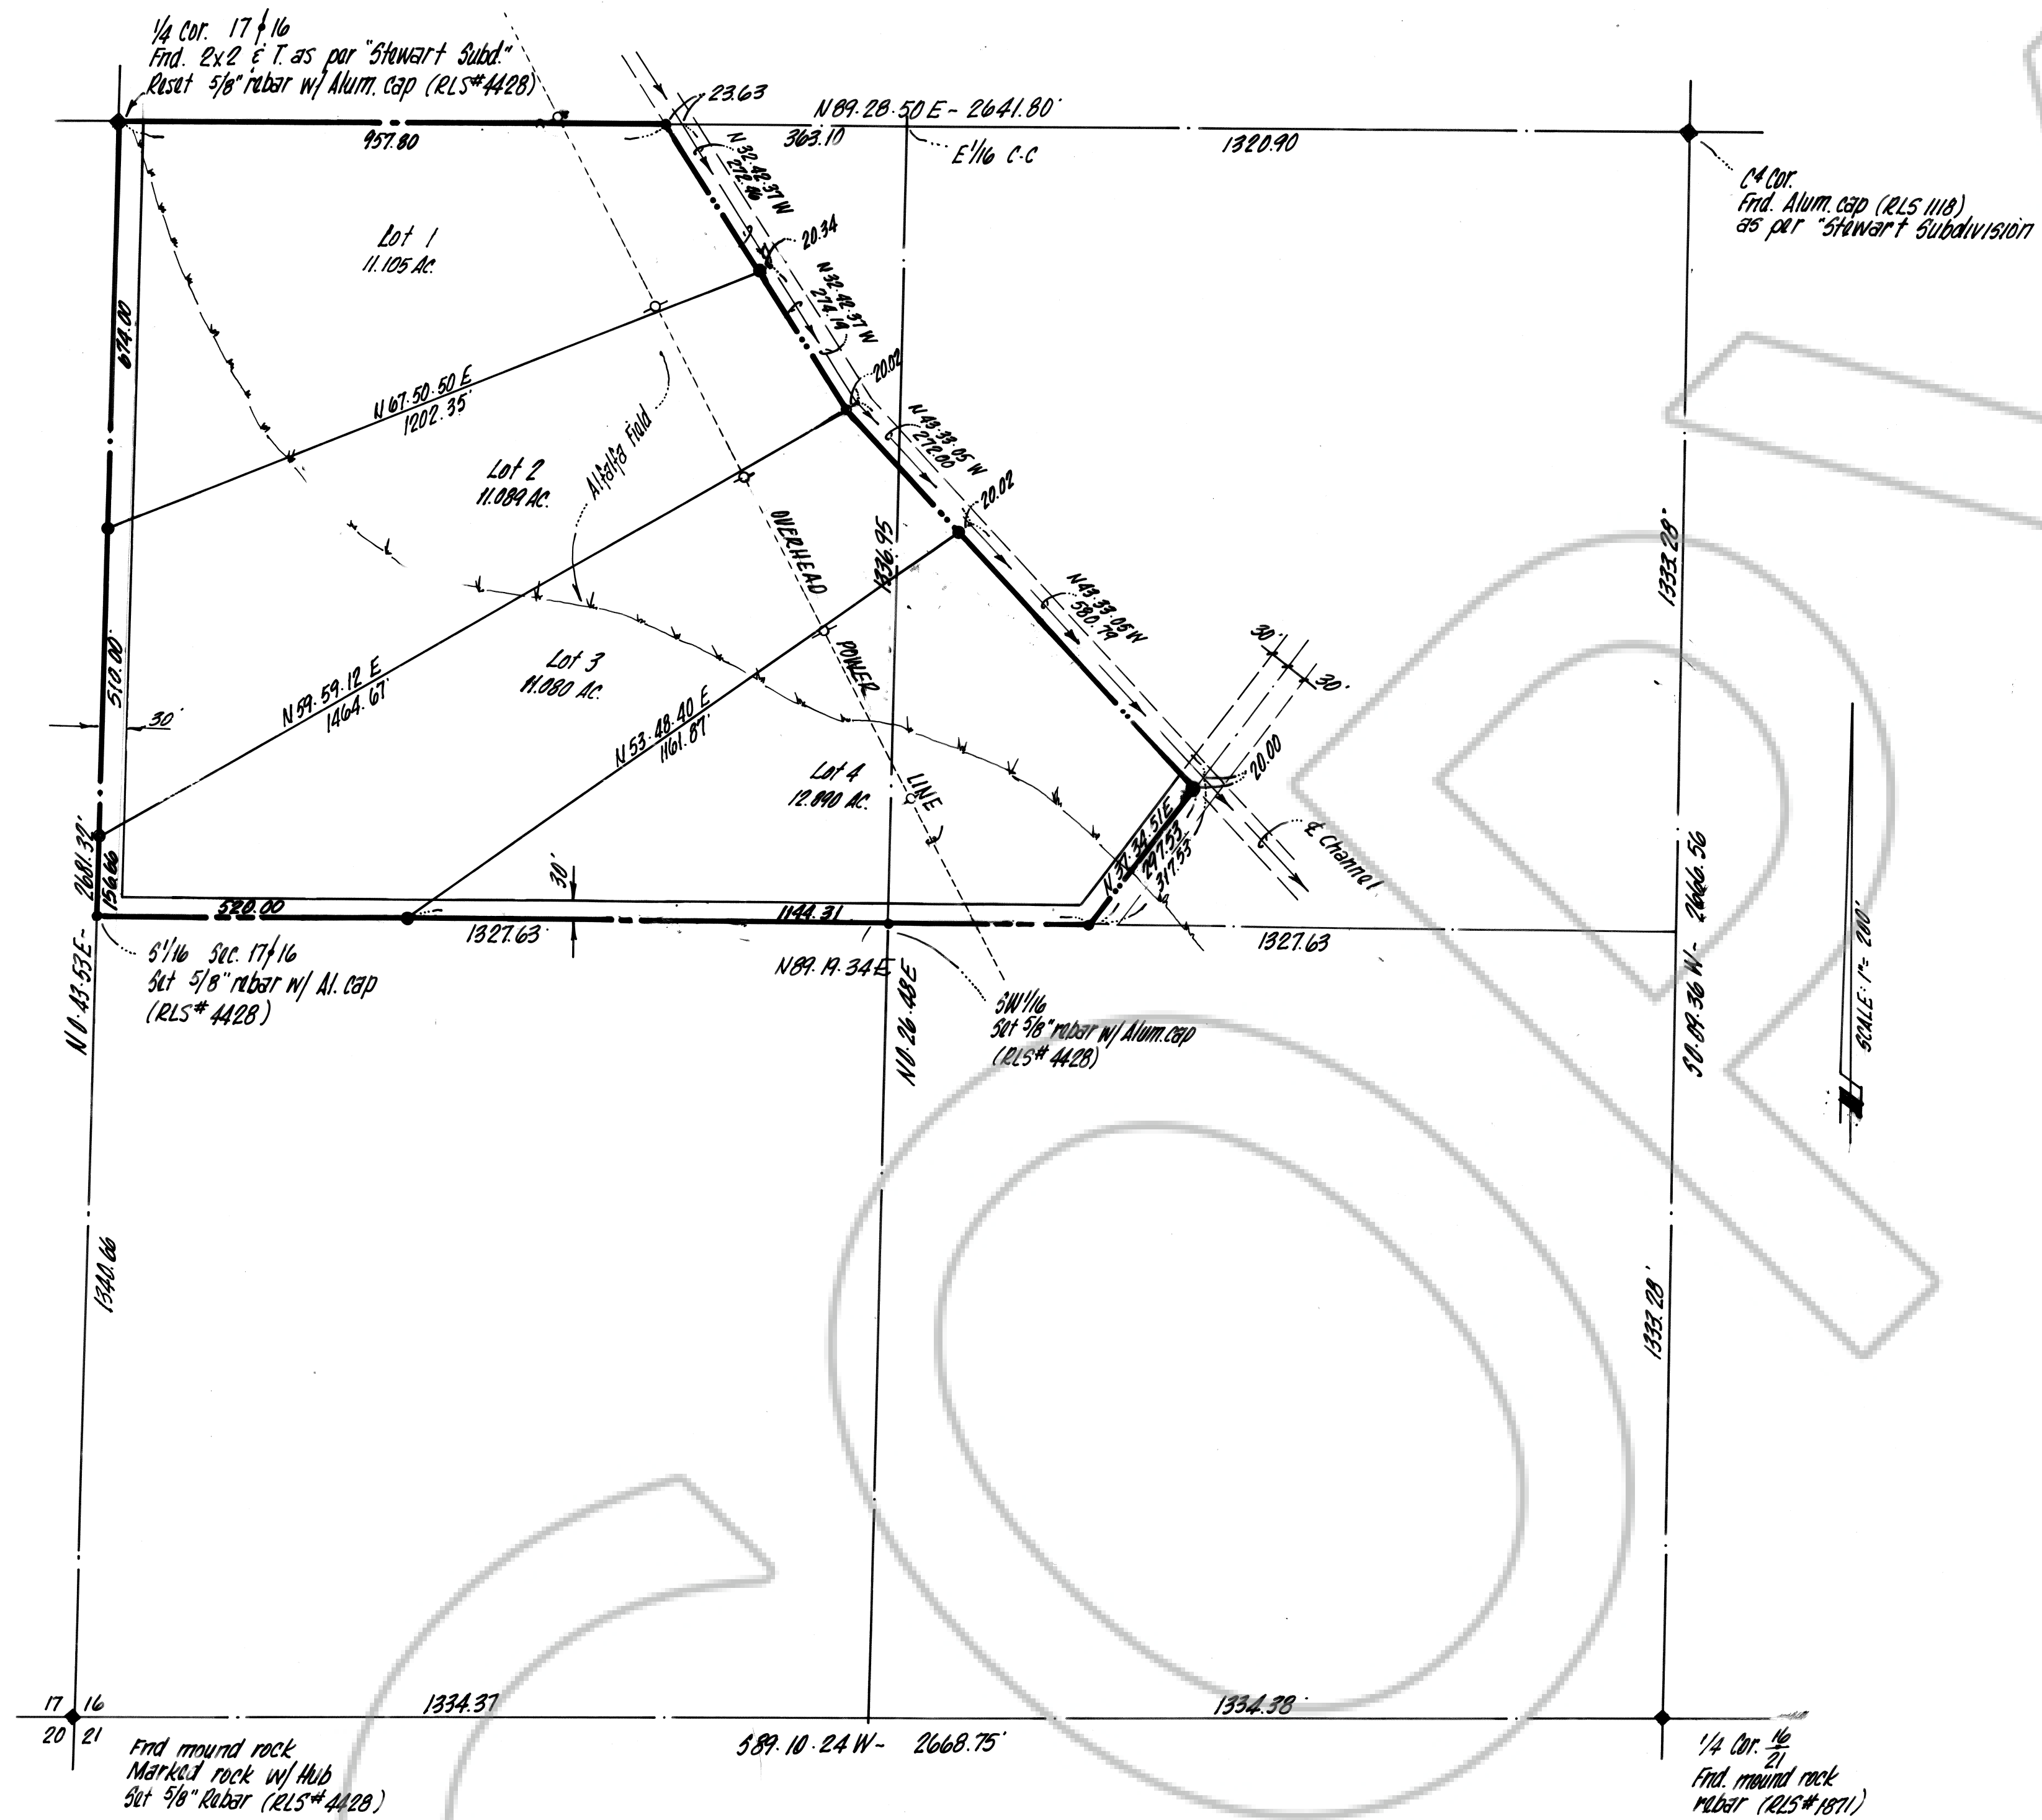 1/4 Cor. 17 & 16
Fnd. 2x2 & T. as per "Stewart Subd."
Reset 5/8" rebar w/ Alum. Cap (RLS#4428)
23.63
N89.28.50 E - 2641.80'
957.80
363.10
E 1/16 C-C
1320.90
C 4 Cor.
Fnd. Alum. cap (RLS 1118)
as per "Stewart Subdivision
N 32.42.37 W
272.46
20.34
Lot 1
11.105 Ac.
N 32.42.37 W
274.19
674.00
20.02
N 67.50.50 E
1202.35'
N 43.33.05 W
272.00
Alfalfa Field
Lot 2
11.089 Ac.
20.02
OVERHEAD
POWER
LINE
1336.95
1333.28'
N 43.33.05 W
580.79
30'
30'
510.00'
Lot 3
11.080 Ac.
N 59.59.12 E
1464.67'
30'
N 53.48.40 E
1161.87'
20.00
Lot 4
12.890 Ac.
N 37.34.51 E
297.53
317.53
₵ Channel
N 0.43.53 E - 2681.32'
156.66
30'
520.00
1144.31
1327.63
1327.63
N 89.19.34 E
S 1/16 Sec. 17 & 16
Set 5/8" rebar w/ Al. cap
(RLS# 4428)
SW 1/16
Set 5/8" rebar w/ Alum. cap
(RLS# 4428)
N 0.26.48 E
S 0.09.36 W - 2666.56
SCALE: 1" = 200'
1340.66
1333.28'
17 16
20 21
1334.37
1334.38'
S89.10.24 W - 2668.75'
Fnd mound rock
Marked rock w/ Hub
Set 5/8" Rebar (RLS# 4428)
1/4 Cor. 16/21
Fnd. mound rock
rebar (RLS# 1871)
COP